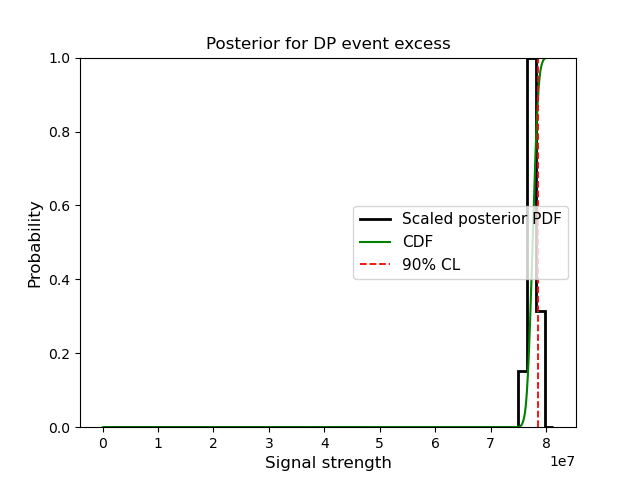 Posterior for DP event excess
1.0
0.8
0.6
0.4
0.2
0.0
Probability
Scaled posterior PDF
CDF
90% CL
0 1 2 3 4 5 6 7 8
1e7
Signal strength